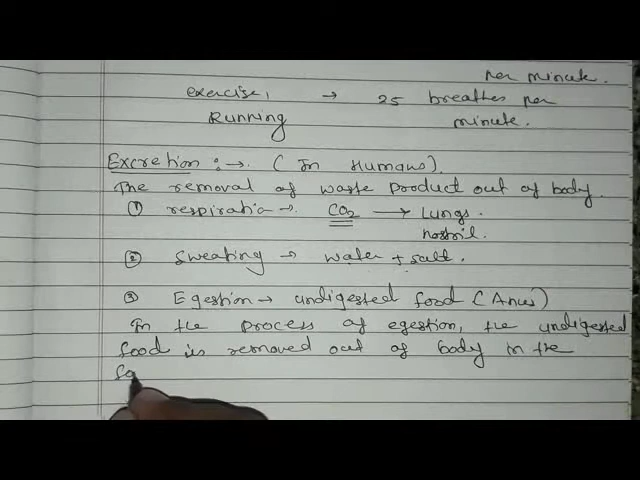 per minute.
exercise, → 25 breathes per
Running minute.
Excretion :→. (In Humans).
The removal of waste product out of body.
① respiratio →. CO2 → Lungs.
nostril.
② Sweating → water + salt.
③ Egestion → undigested food (Anus)
In the process of egestion, the undigested
food is removed out of body in the
fo